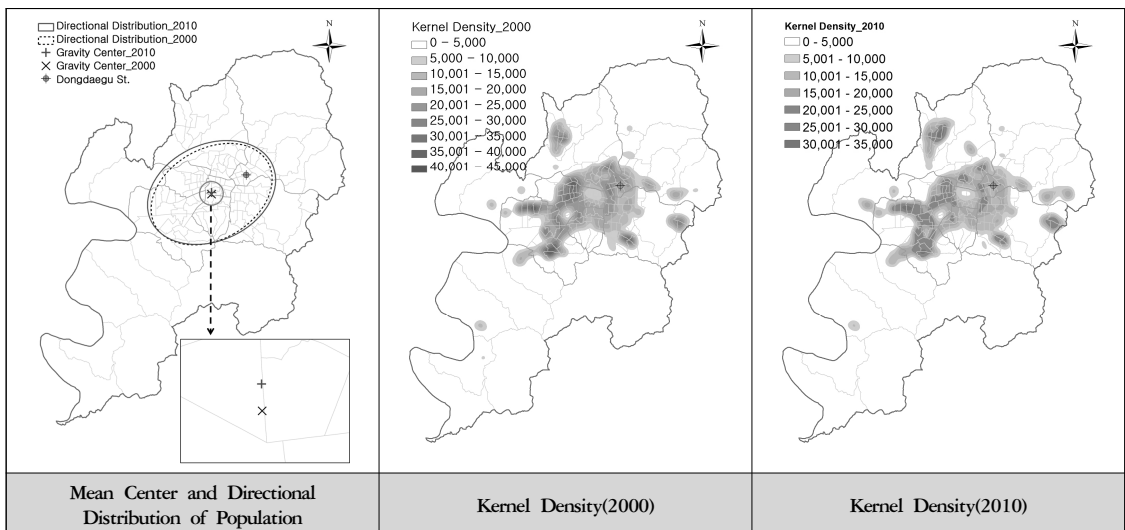 Directional Distribution_2010
Directional Distribution_2000
Gravity Center_2010
Gravity Center_2000
Dongdaegu St.
N
Kernel Density_2000
0 - 5,000
5,000 - 10,000
10,001 - 15,000
15,001 - 20,000
20,001 - 25,000
25,001 - 30,000
30,001 - 35,000
35,001 - 40,000
40,001 - 45,000
N
Kernel Density_2010
0 - 5,000
5,001 - 10,000
10,001 - 15,000
15,001 - 20,000
20,001 - 25,000
25,001 - 30,000
30,001 - 35,000
N
Mean Center and Directional
Distribution of Population
Kernel Density(2000)
Kernel Density(2010)